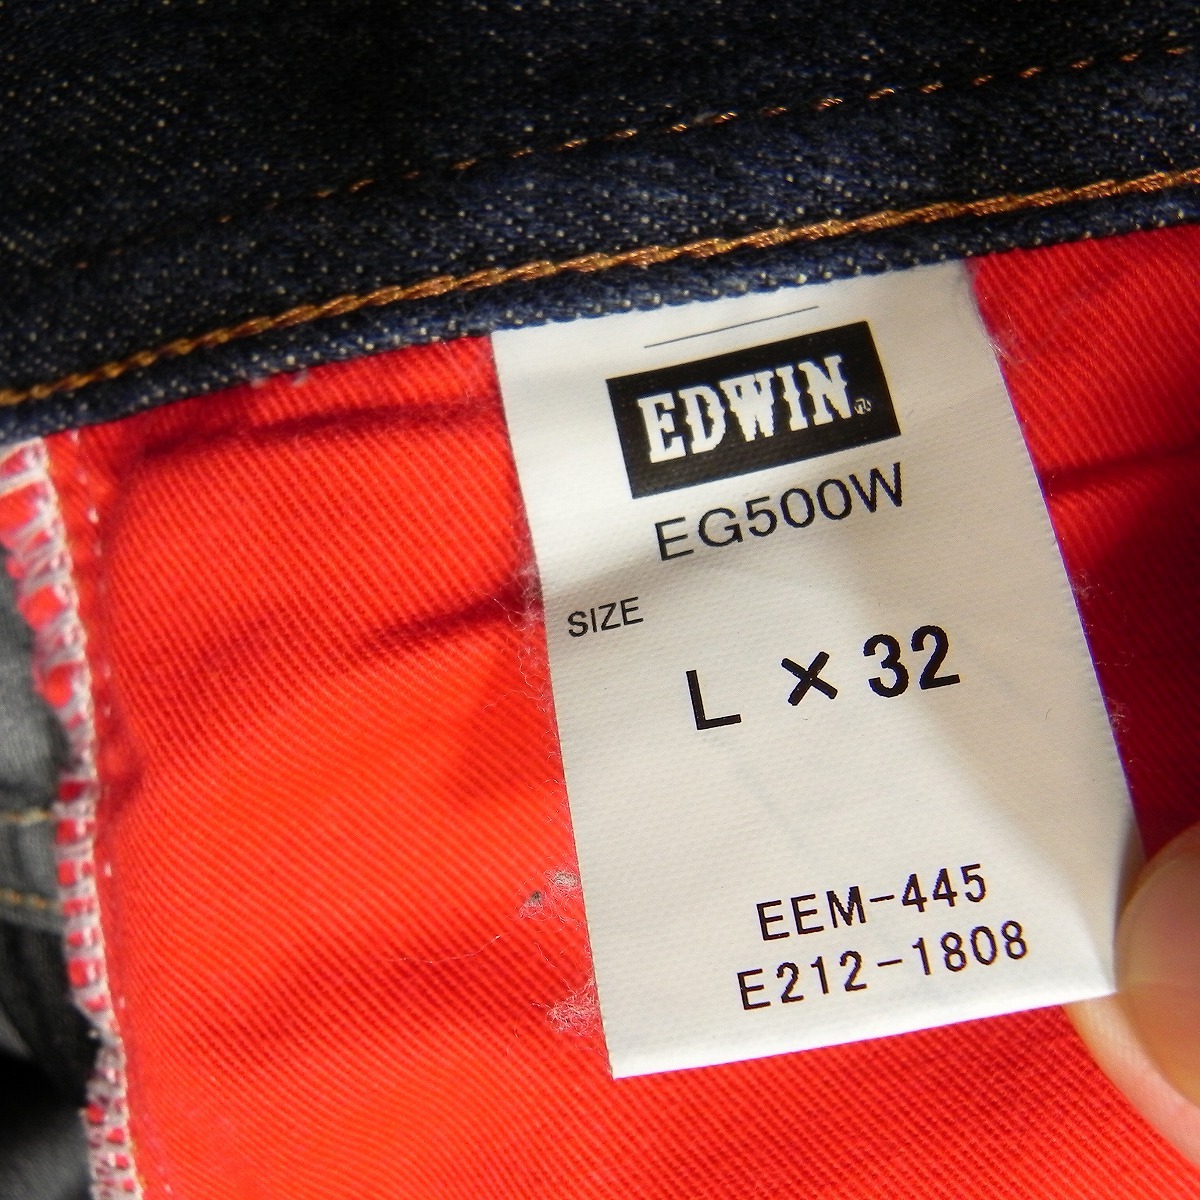 EDWIN®
EG500W
SIZE
L × 32
EEM-445
E212-1808